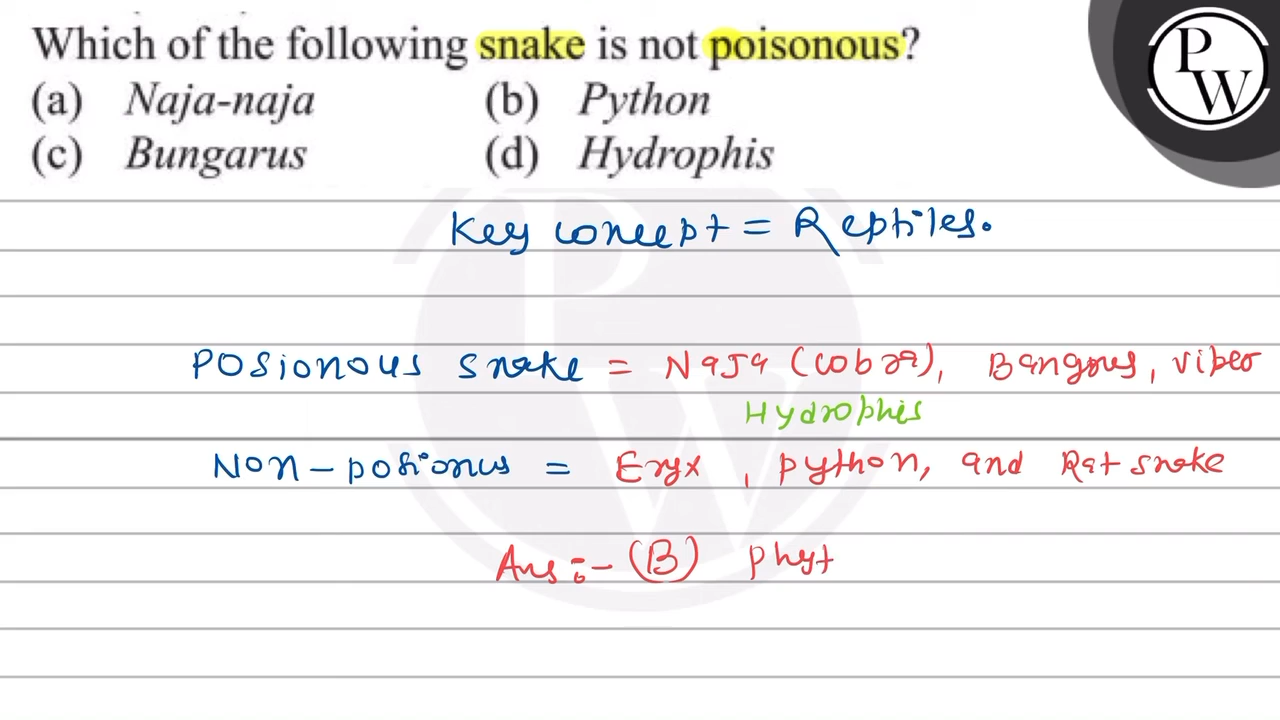 Which of the following snake is not poisonous?
(a) Naja-naja (b) Python
(c) Bungarus (d) Hydrophis
PW
Key concept = Reptiles.
Posionous snake = Naja (cobra), Bangrus, viper
Hydrophis
Non-posionus = Eryx, python, and Rat snake
Ans:- (B) Phyt